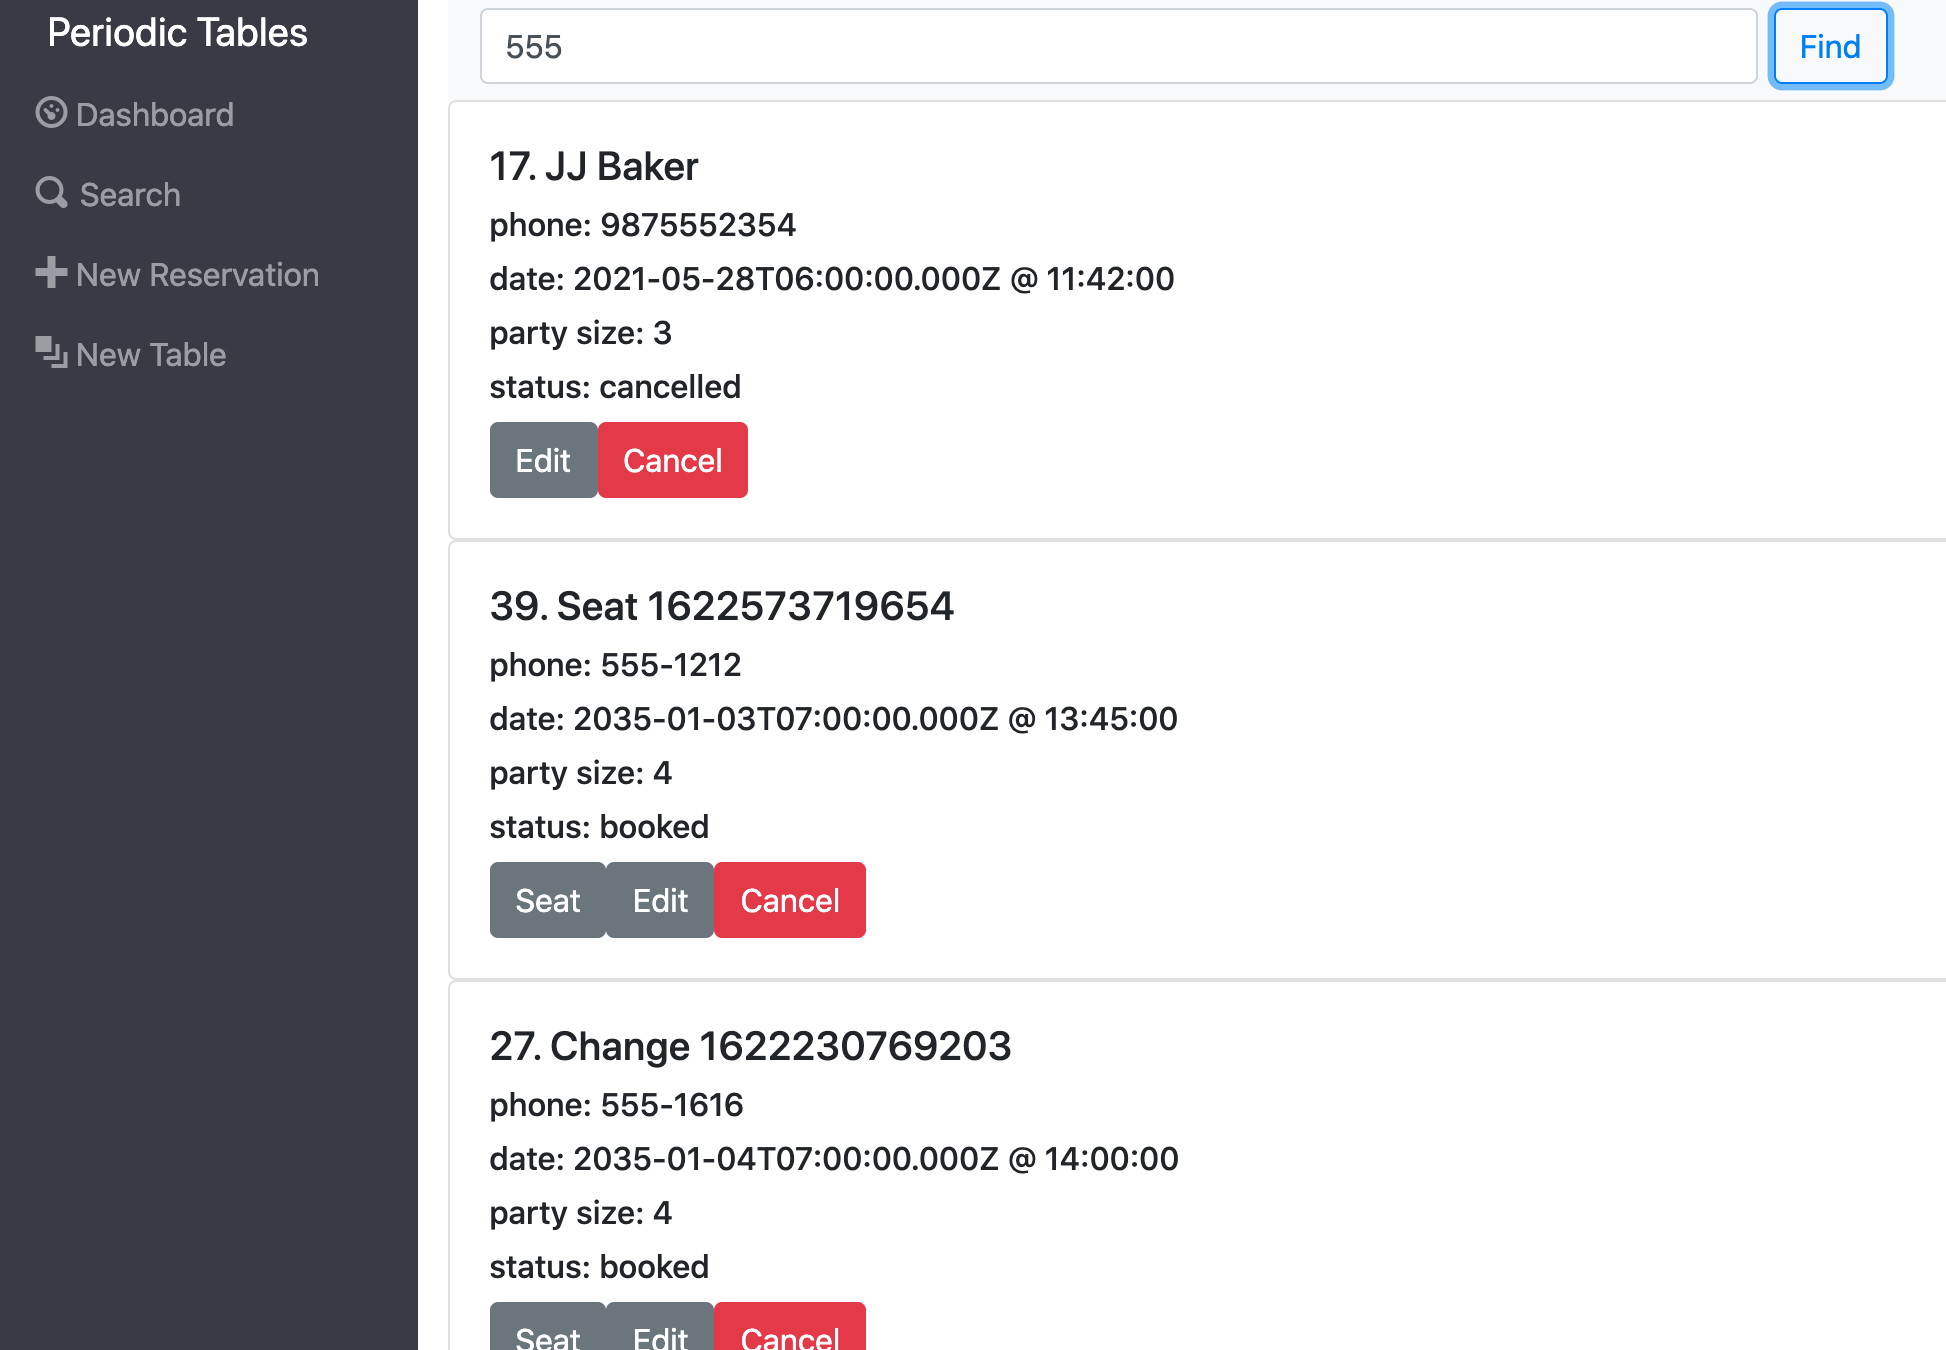 Periodic Tables
Dashboard
Search
New Reservation
New Table
555
Find
17. JJ Baker
phone: 9875552354
date: 2021-05-28T06:00:00.000Z @ 11:42:00
party size: 3
status: cancelled
Edit Cancel
39. Seat 1622573719654
phone: 555-1212
date: 2035-01-03T07:00:00.000Z @ 13:45:00
party size: 4
status: booked
Seat Edit Cancel
27. Change 1622230769203
phone: 555-1616
date: 2035-01-04T07:00:00.000Z @ 14:00:00
party size: 4
status: booked
Seat Edit Cancel